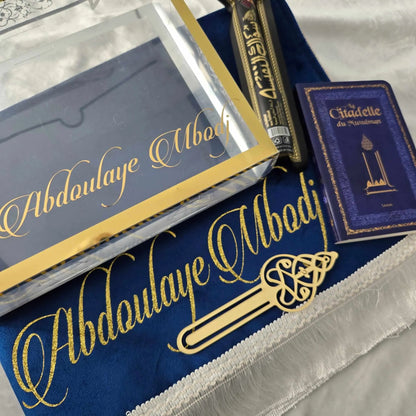 Abdoulaye Mbodj
La
Citadelle
du Musulman
Abdoulaye Mbodj